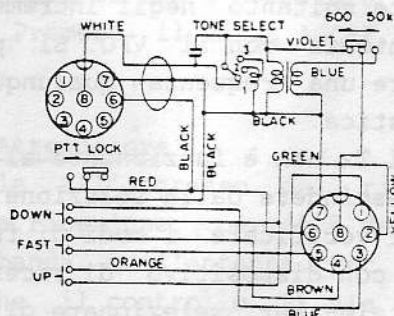 WHITE
TONE SELECT
600 50k
VIOLET
3
2
1
BLUE
1
7
2
8
6
3
4
5
BLACK
BLACK
BLACK
GREEN
YELLOW
PTT LOCK
RED
DOWN
FAST
UP
ORANGE
7
1
6
8
2
5
4
3
BROWN
BLUE